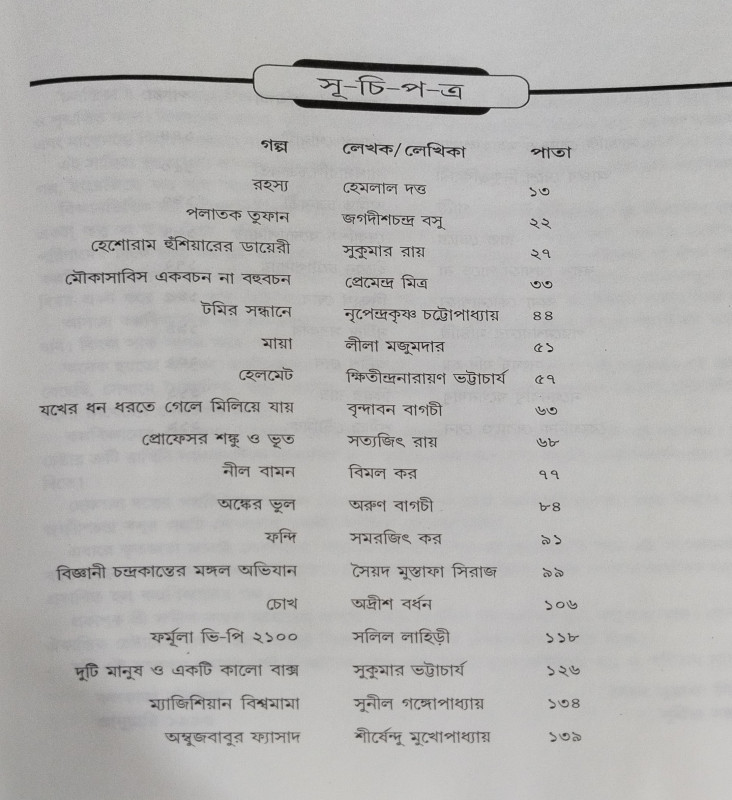 সূ-চি-প-ত্র
গল্প লেখক/লেখিকা পাতা
রহস্য হেমলাল দত্ত ১৩
পলাতক তুফান জগদীশচন্দ্র বসু ২২
হেশোরাম হুঁশিয়ারের ডায়েরী সুকুমার রায় ২৭
মৌকাসাবিস একবচন না বহুবচন প্রেমেন্দ্র মিত্র ৩৩
টমির সন্ধানে নৃপেন্দ্রকৃষ্ণ চট্টোপাধ্যায় ৪৪
মায়া লীলা মজুমদার ৫১
হেলমেট ক্ষিতীন্দ্রনারায়ণ ভট্টাচার্য ৫৭
যখের ধন ধরতে গেলে মিলিয়ে যায় বৃন্দাবন বাগচী ৬৩
প্রোফেসর শঙ্কু ও ভূত সত্যজিৎ রায় ৬৮
নীল বামন বিমল কর ৭৭
অঙ্কের ভুল অরুণ বাগচী ৮৪
ফন্দি সমরজিৎ কর ৯১
বিজ্ঞানী চন্দ্রকান্তের মঙ্গল অভিযান সৈয়দ মুস্তাফা সিরাজ ৯৯
চোখ অদ্রীশ বর্ধন ১০৬
ফর্মূলা ভি-পি ২১০০ সলিল লাহিড়ী ১১৮
দুটি মানুষ ও একটি কালো বাক্স সুকুমার ভট্টাচার্য ১২৬
ম্যাজিশিয়ান বিশ্বমামা সুনীল গঙ্গোপাধ্যায় ১৩৪
অম্বুজবাবুর ফ্যাসাদ শীর্ষেন্দু মুখোপাধ্যায় ১৩৯